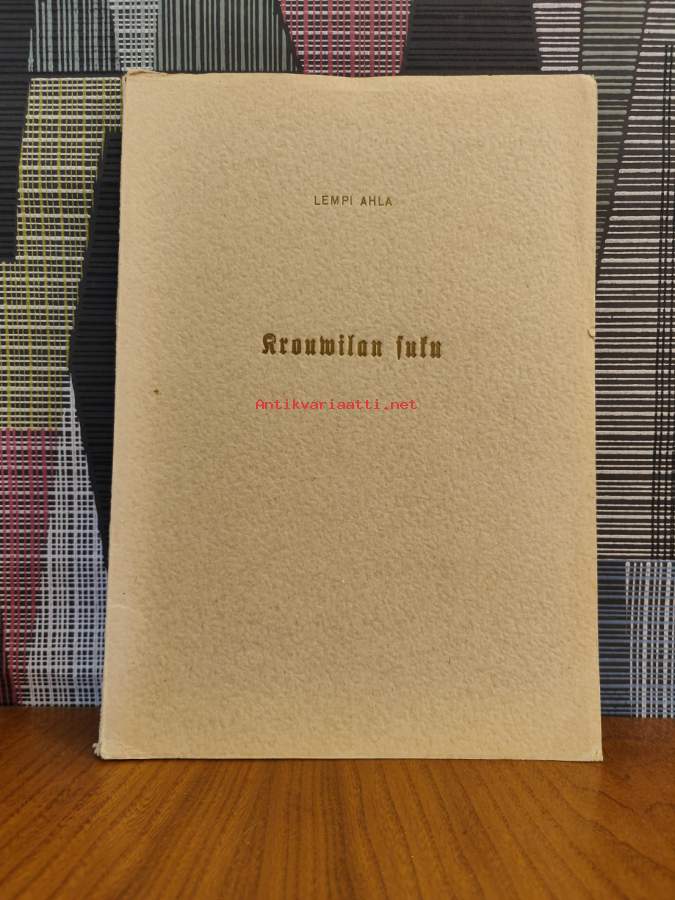 LEMPI AHLA
Krouwilan suku
Antikvariaatti.net